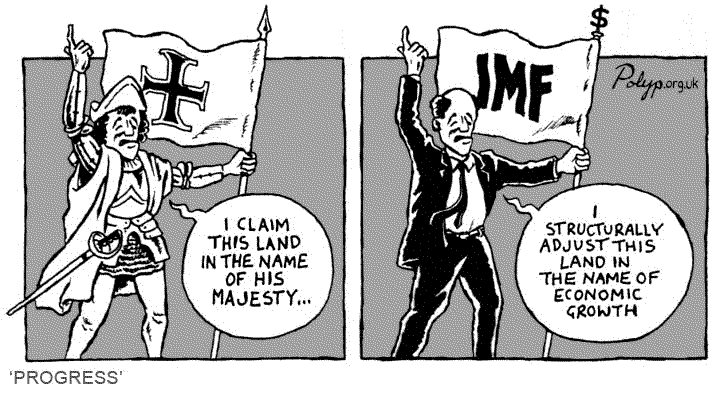 I CLAIM
THIS LAND
IN THE NAME
OF HIS
MAJESTY...
$
IMF
Polyp.org.uk
I
STRUCTURALLY
ADJUST THIS
LAND IN
THE NAME OF
ECONOMIC
GROWTH
'PROGRESS'